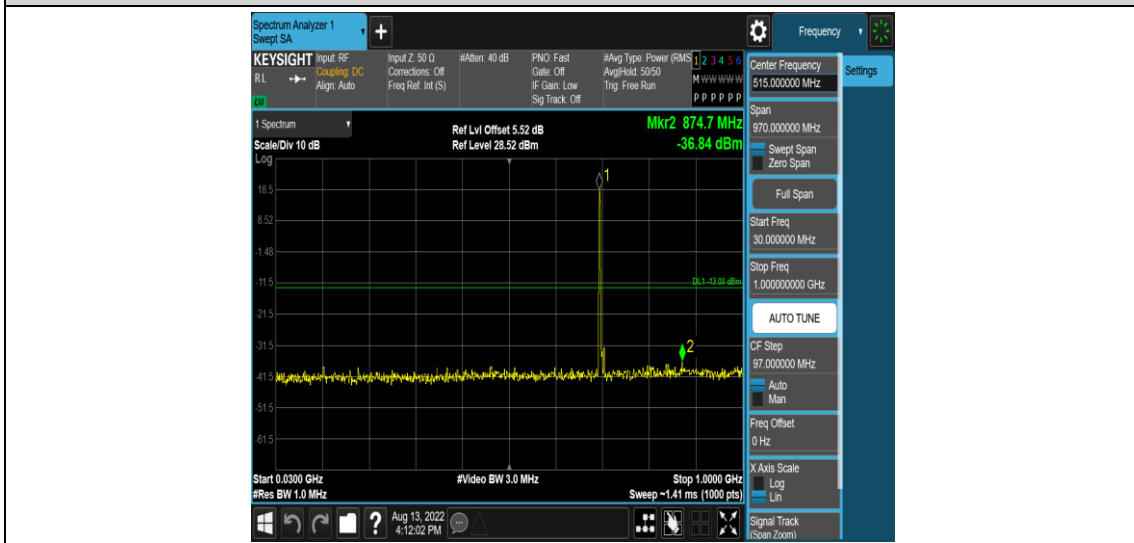 Spectrum Analyzer 1
Swept SA
+
Frequency
KEYSIGHT
Input: RF
Input Z: 50 Ω
#Atten: 40 dB
PNO: Fast
#Avg Type: Power (RMS
1 2 3 4 5 6
RL
Coupling: DC
Corrections: Off
Gate: Off
Avg|Hold: 50/50
M W W W W W
Align: Auto
Freq Ref: Int (S)
IF Gain: Low
Trig: Free Run
Sig Track: Off
P P P P P P
1 Spectrum
Ref Lvl Offset 5.52 dB
Mkr2 874.7 MHz
Scale/Div 10 dB
Ref Level 28.52 dBm
-36.84 dBm
Log
1
18.5
8.52
-1.48
-11.5
DL1 -13.00 dBm
-21.5
-31.5
2
-41.5
-51.5
-61.5
Start 0.0300 GHz
#Video BW 3.0 MHz
Stop 1.0000 GHz
#Res BW 1.0 MHz
Sweep ~1.41 ms (1000 pts)
?
Aug 13, 2022
4:12:02 PM
Center Frequency
515.000000 MHz
Settings
Span
970.000000 MHz
Swept Span
Zero Span
Full Span
Start Freq
30.000000 MHz
Stop Freq
1.000000000 GHz
AUTO TUNE
CF Step
97.000000 MHz
Auto
Man
Freq Offset
0 Hz
X Axis Scale
Log
Lin
Signal Track
(Span Zoom)